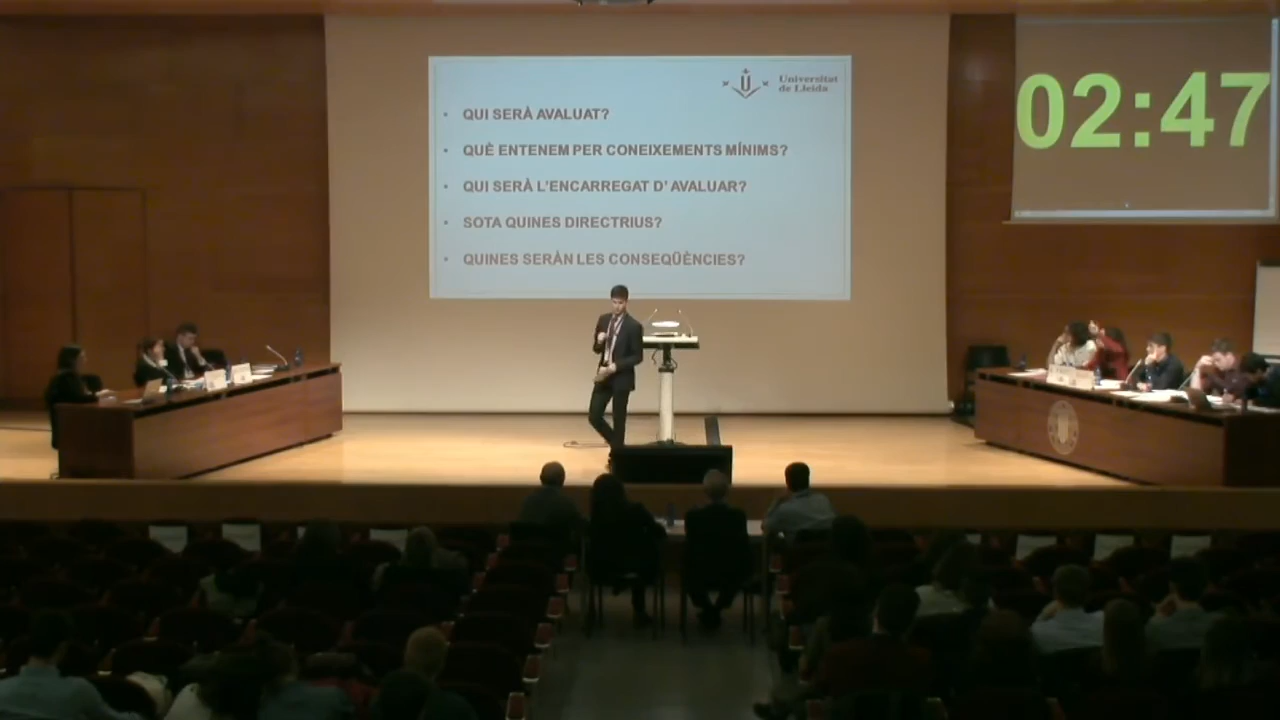 Universitat
de Lleida
02:47
• QUI SERÀ AVALUAT?
• QUÈ ENTENEM PER CONEIXEMENTS MÍNIMS?
• QUI SERÀ L'ENCARREGAT D' AVALUAR?
• SOTA QUINES DIRECTRIUS?
• QUINES SERÀN LES CONSEQÜÈNCIES?